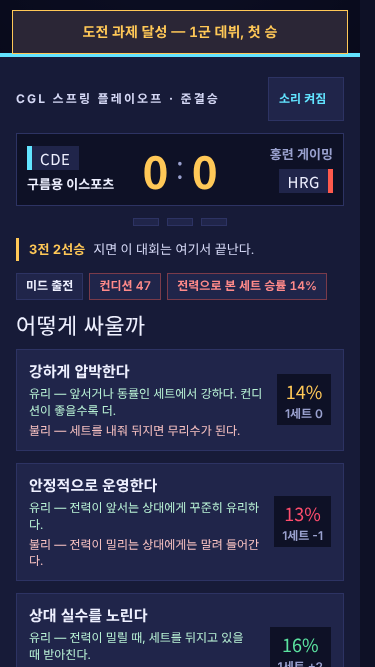 도전 과제 달성 — 1군 데뷔, 첫 승
CGL 스프링 플레이오프 · 준결승
소리 켜짐
CDE
구름용 이스포츠
0 : 0
홍련 게이밍
HRG
3전 2선승 지면 이 대회는 여기서 끝난다.
미드 출전
컨디션 47
전력으로 본 세트 승률 14%
어떻게 싸울까
강하게 압박한다
유리 — 앞서거나 동률인 세트에서 강하다. 컨디
션이 좋을수록 더.
불리 — 세트를 내줘 뒤지면 무리수가 된다.
14%
1세트 0
안정적으로 운영한다
유리 — 전력이 앞서는 상대에게 꾸준히 유리하
다.
불리 — 전력이 밀리는 상대에게는 말려 들어간
다.
13%
1세트 -1
상대 실수를 노린다
유리 — 전력이 밀릴 때, 세트를 뒤지고 있을
때 받아친다.
16%
1세트 +2